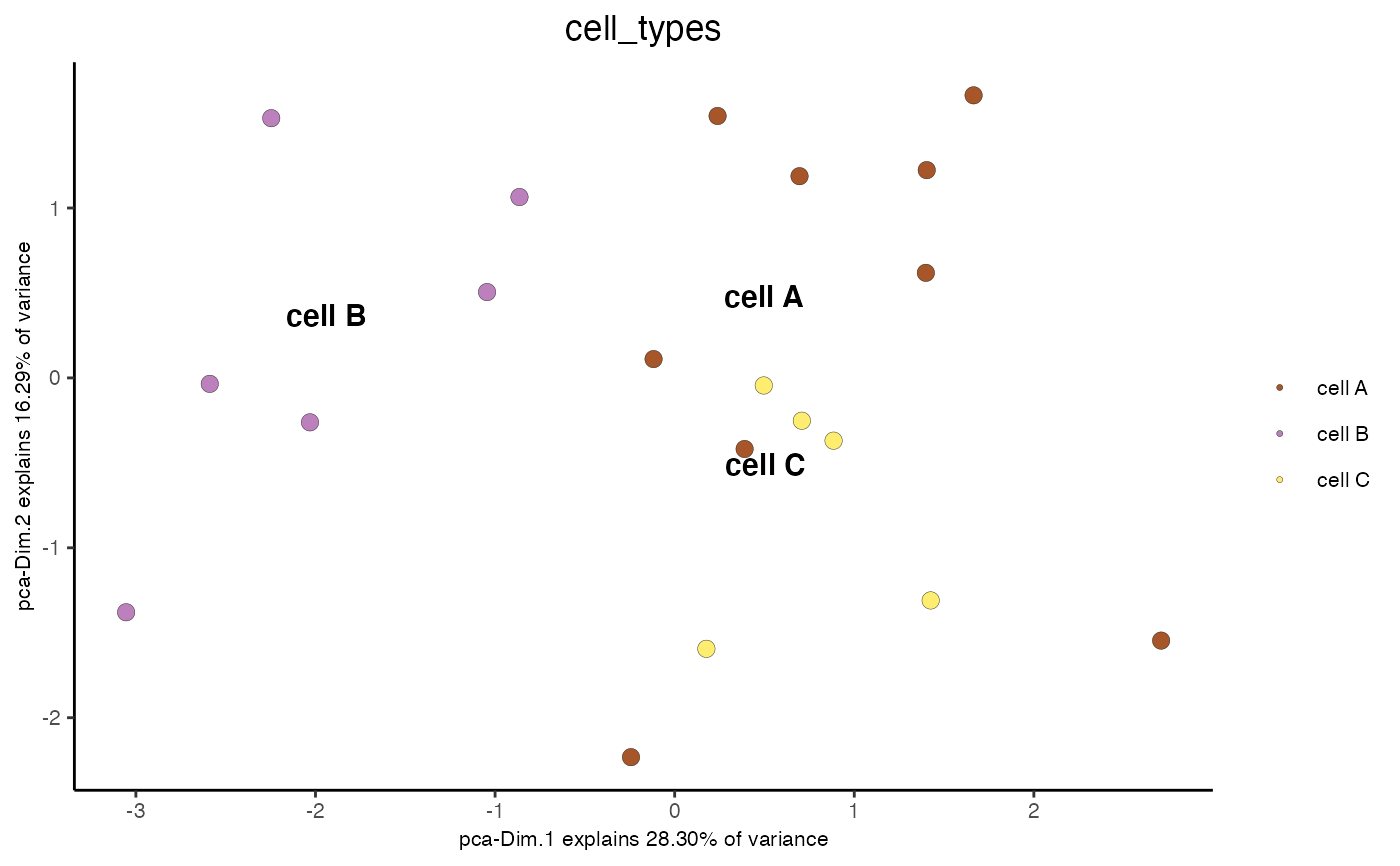 cell_types
pca-Dim.2 explains 16.29% of variance
1
0
-1
-2
cell B
cell A
cell C
cell A
cell B
cell C
-3 -2 -1 0 1 2
pca-Dim.1 explains 28.30% of variance